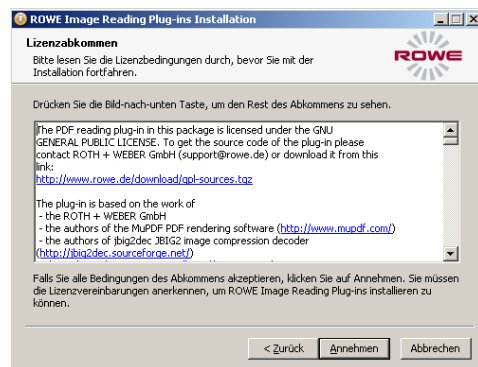 ROWE Image Reading Plug-ins Installation
Lizenzabkommen
Bitte lesen Sie die Lizenzbedingungen durch, bevor Sie mit der
Installation fortfahren.
ROWE
Drücken Sie die Bild-nach-unten Taste, um den Rest des Abkommens zu sehen.
The PDF reading plug-in in this package is licensed under the GNU
GENERAL PUBLIC LICENSE. To get the source code of the plug-in please
contact ROTH + WEBER GmbH (support@rowe.de) or download it from this
link:
http://www.rowe.de/download/gpl-sources.tgz
The plug-in is based on the work of
- the ROTH + WEBER GmbH
- the authors of the MuPDF PDF rendering software (http://www.mupdf.com/)
- the authors of jbig2dec JBIG2 image compression decoder
(http://jbig2dec.sourceforge.net/)
Falls Sie alle Bedingungen des Abkommens akzeptieren, klicken Sie auf Annehmen. Sie müssen
die Lizenzvereinbarungen anerkennen, um ROWE Image Reading Plug-ins installieren zu
können.
< Zurück Annehmen Abbrechen